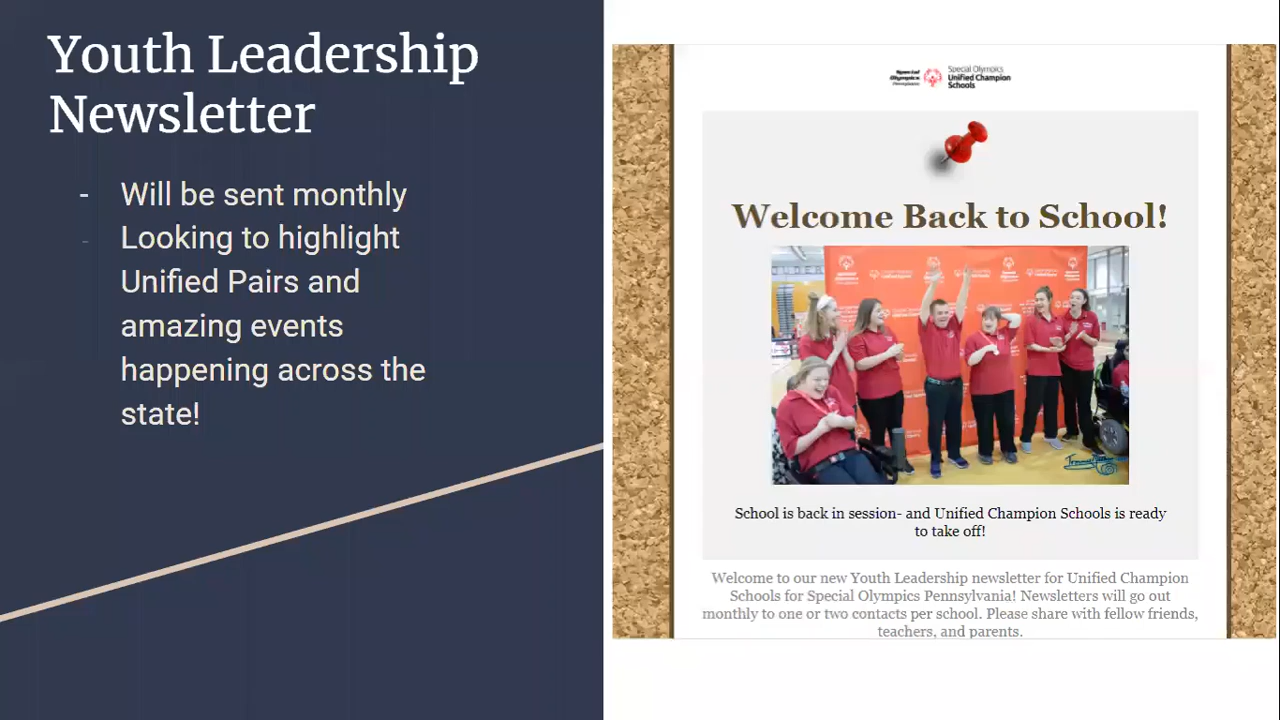 Youth Leadership
Newsletter
- Will be sent monthly
- Looking to highlight
Unified Pairs and
amazing events
happening across the
state!
Special
Olympics
Pennsylvania
Special Olympics
Unified Champion
Schools
Welcome Back to School!
School is back in session- and Unified Champion Schools is ready
to take off!
Welcome to our new Youth Leadership newsletter for Unified Champion
Schools for Special Olympics Pennsylvania! Newsletters will go out
monthly to one or two contacts per school. Please share with fellow friends,
teachers, and parents.